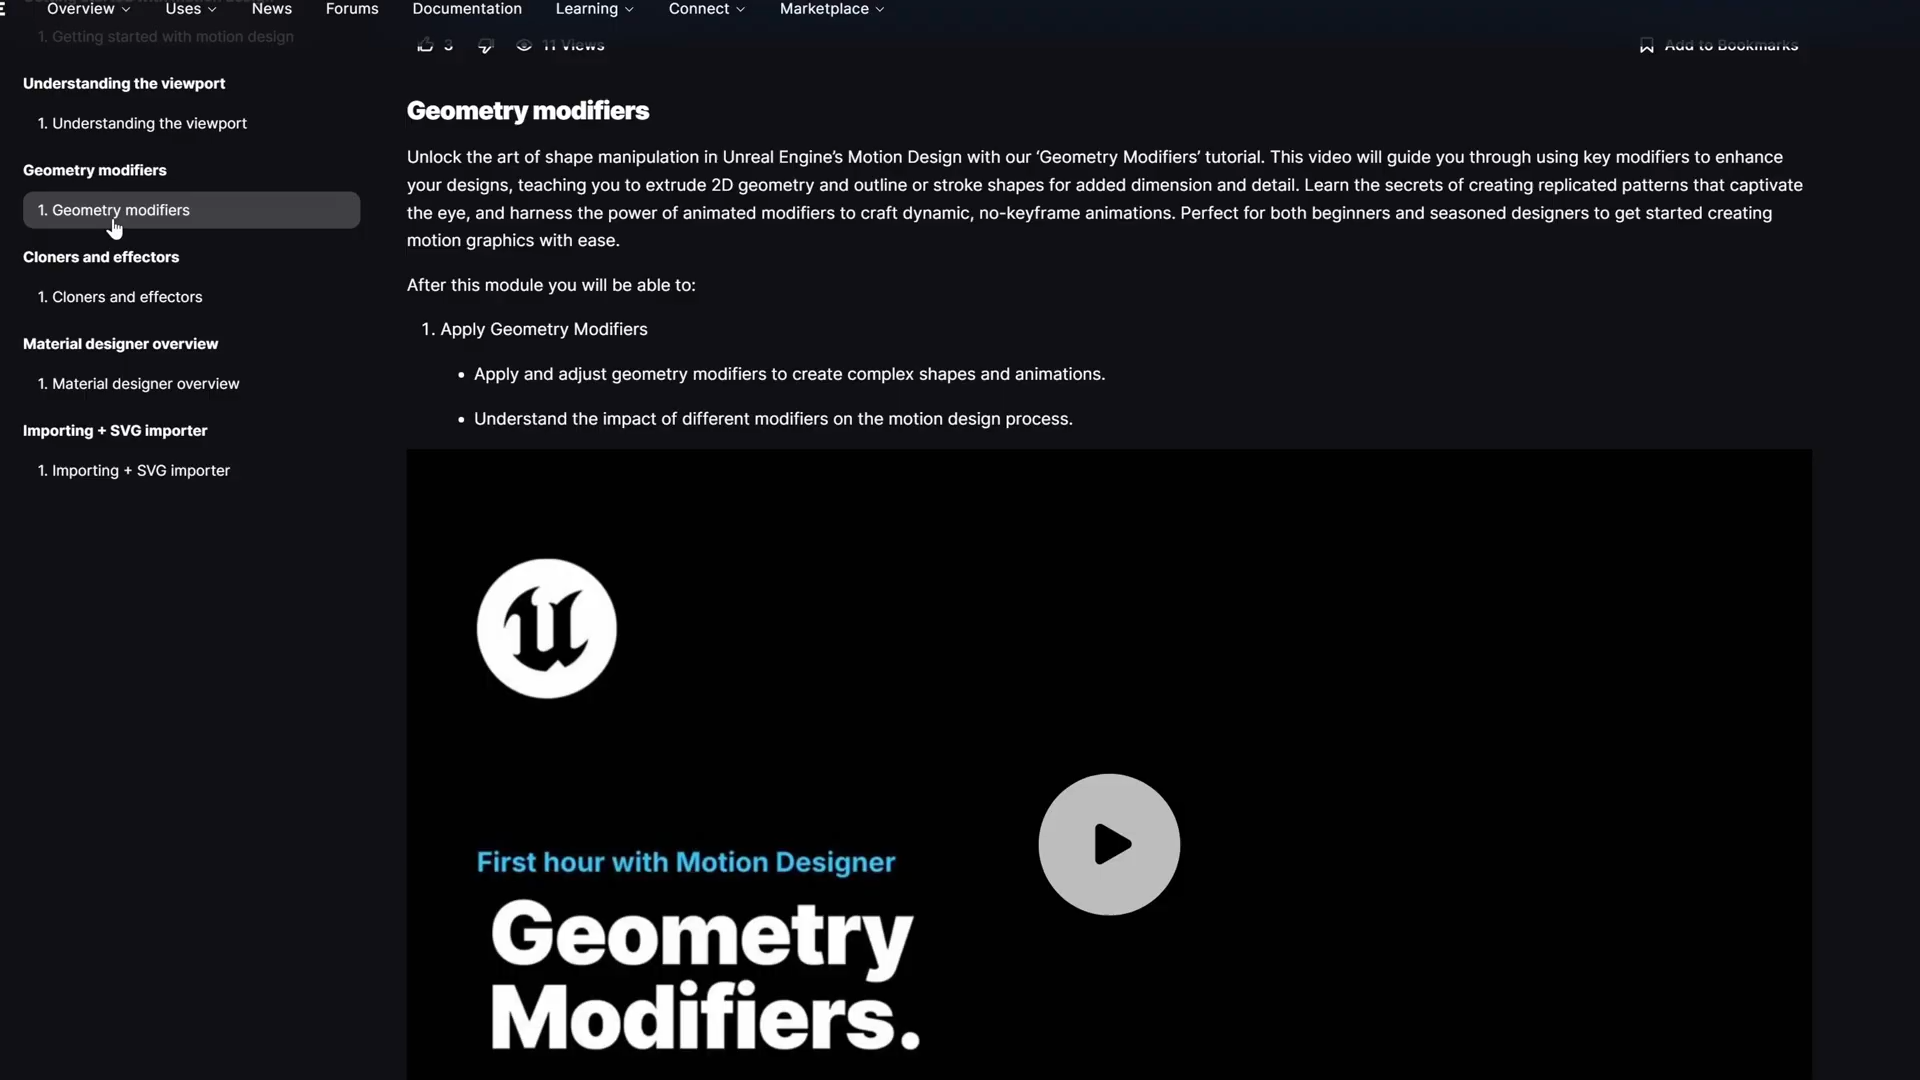 Overview
Uses
News
Forums
Documentation
Learning
Connect
Marketplace
1. Getting started with motion design
Understanding the viewport
1. Understanding the viewport
Geometry modifiers
1. Geometry modifiers
Cloners and effectors
1. Cloners and effectors
Material designer overview
1. Material designer overview
Importing + SVG importer
1. Importing + SVG importer
3
11 Views
Add to Bookmarks
Geometry modifiers
Unlock the art of shape manipulation in Unreal Engine’s Motion Design with our ‘Geometry Modifiers’ tutorial. This video will guide you through using key modifiers to enhance
your designs, teaching you to extrude 2D geometry and outline or stroke shapes for added dimension and detail. Learn the secrets of creating replicated patterns that captivate
the eye, and harness the power of animated modifiers to craft dynamic, no-keyframe animations. Perfect for both beginners and seasoned designers to get started creating
motion graphics with ease.
After this module you will be able to:
1. Apply Geometry Modifiers
• Apply and adjust geometry modifiers to create complex shapes and animations.
• Understand the impact of different modifiers on the motion design process.
First hour with Motion Designer
Geometry
Modifiers.